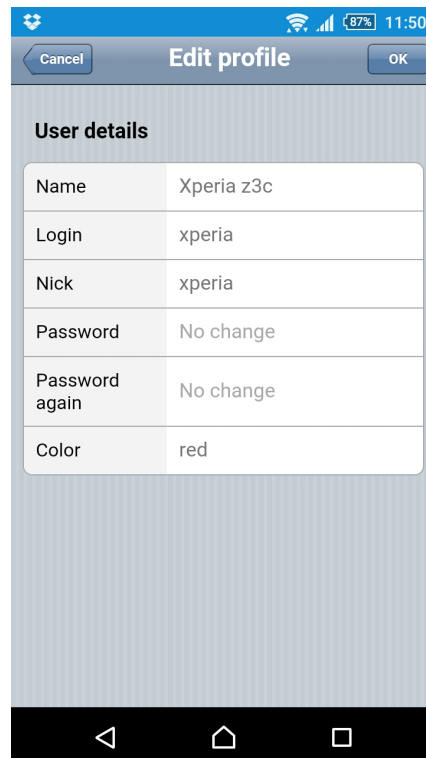 87% 11:50
Cancel Edit profile OK
User details
Name Xperia z3c
Login xperia
Nick xperia
Password No change
Password
again No change
Color red